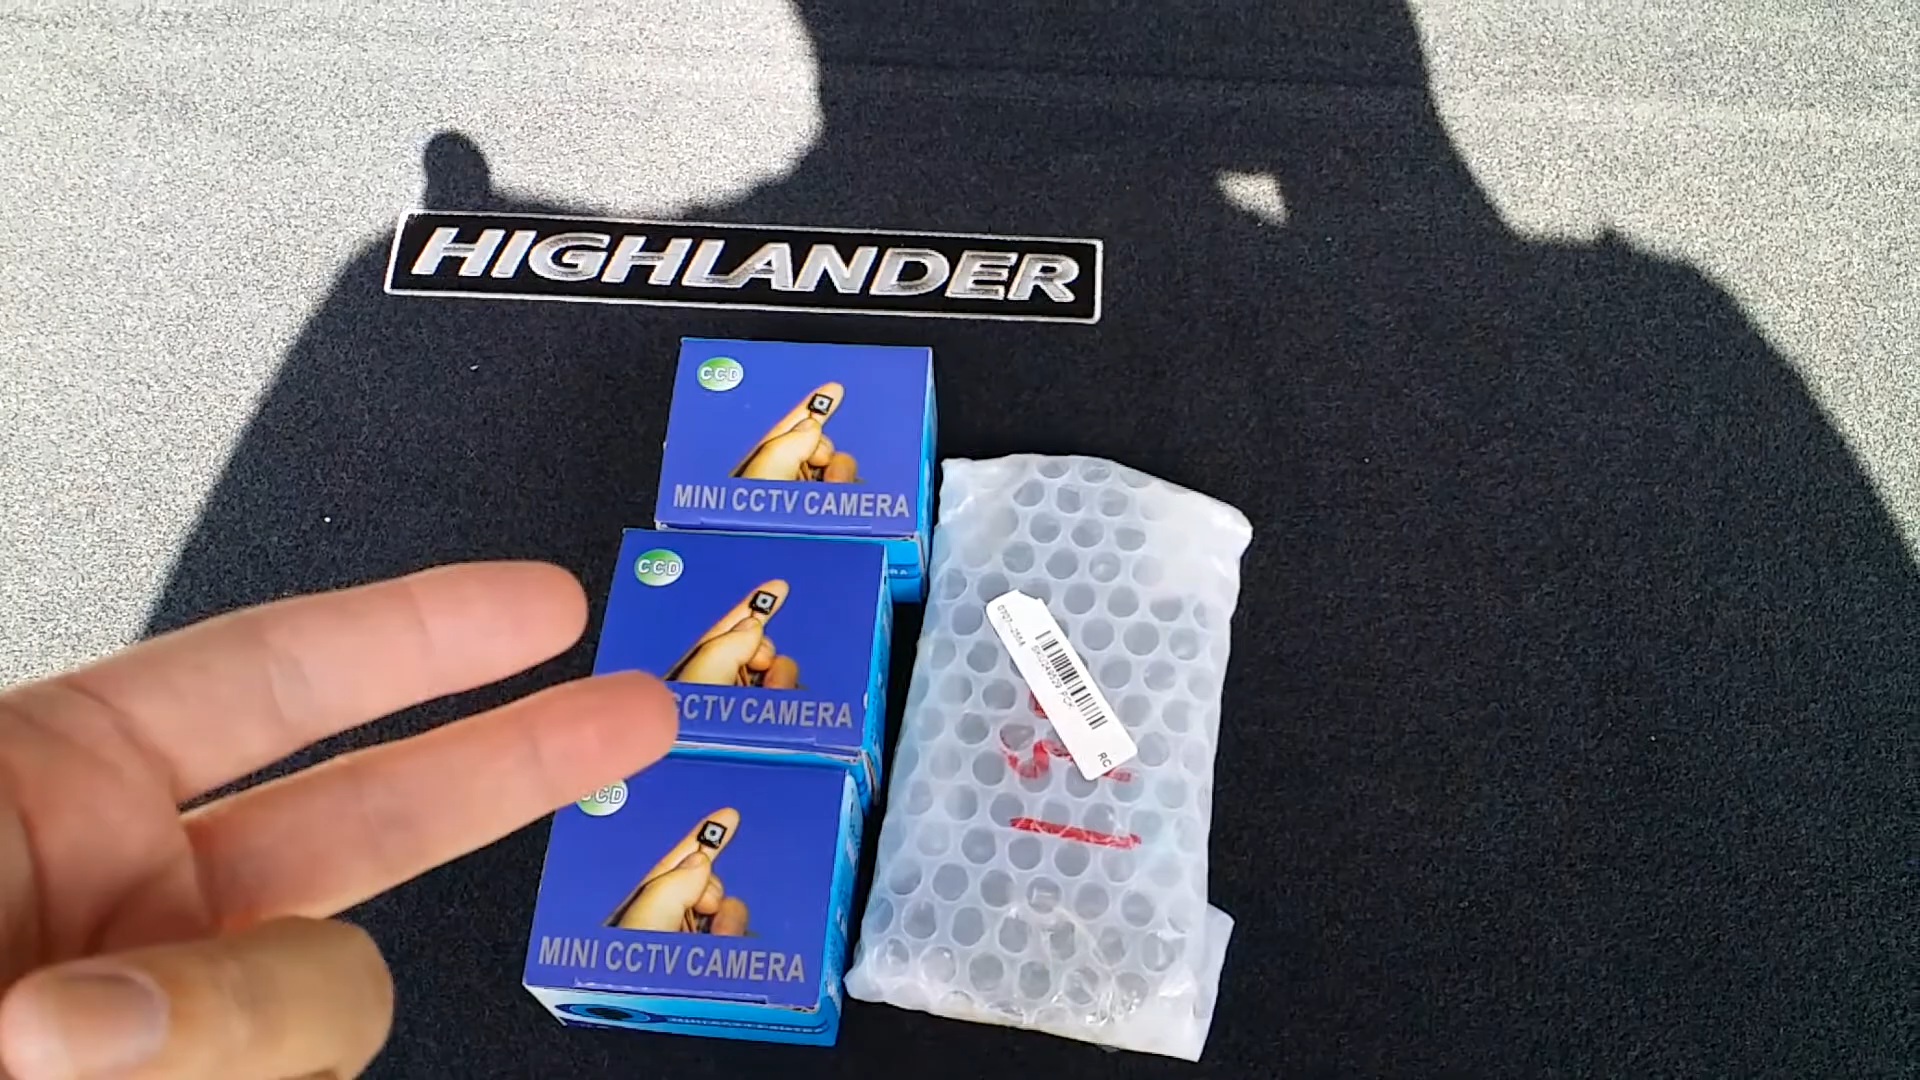 HIGHLANDER
CCD
MINI CCTV CAMERA
CCD
CCTV CAMERA
CCD
MINI CCTV CAMERA
RC